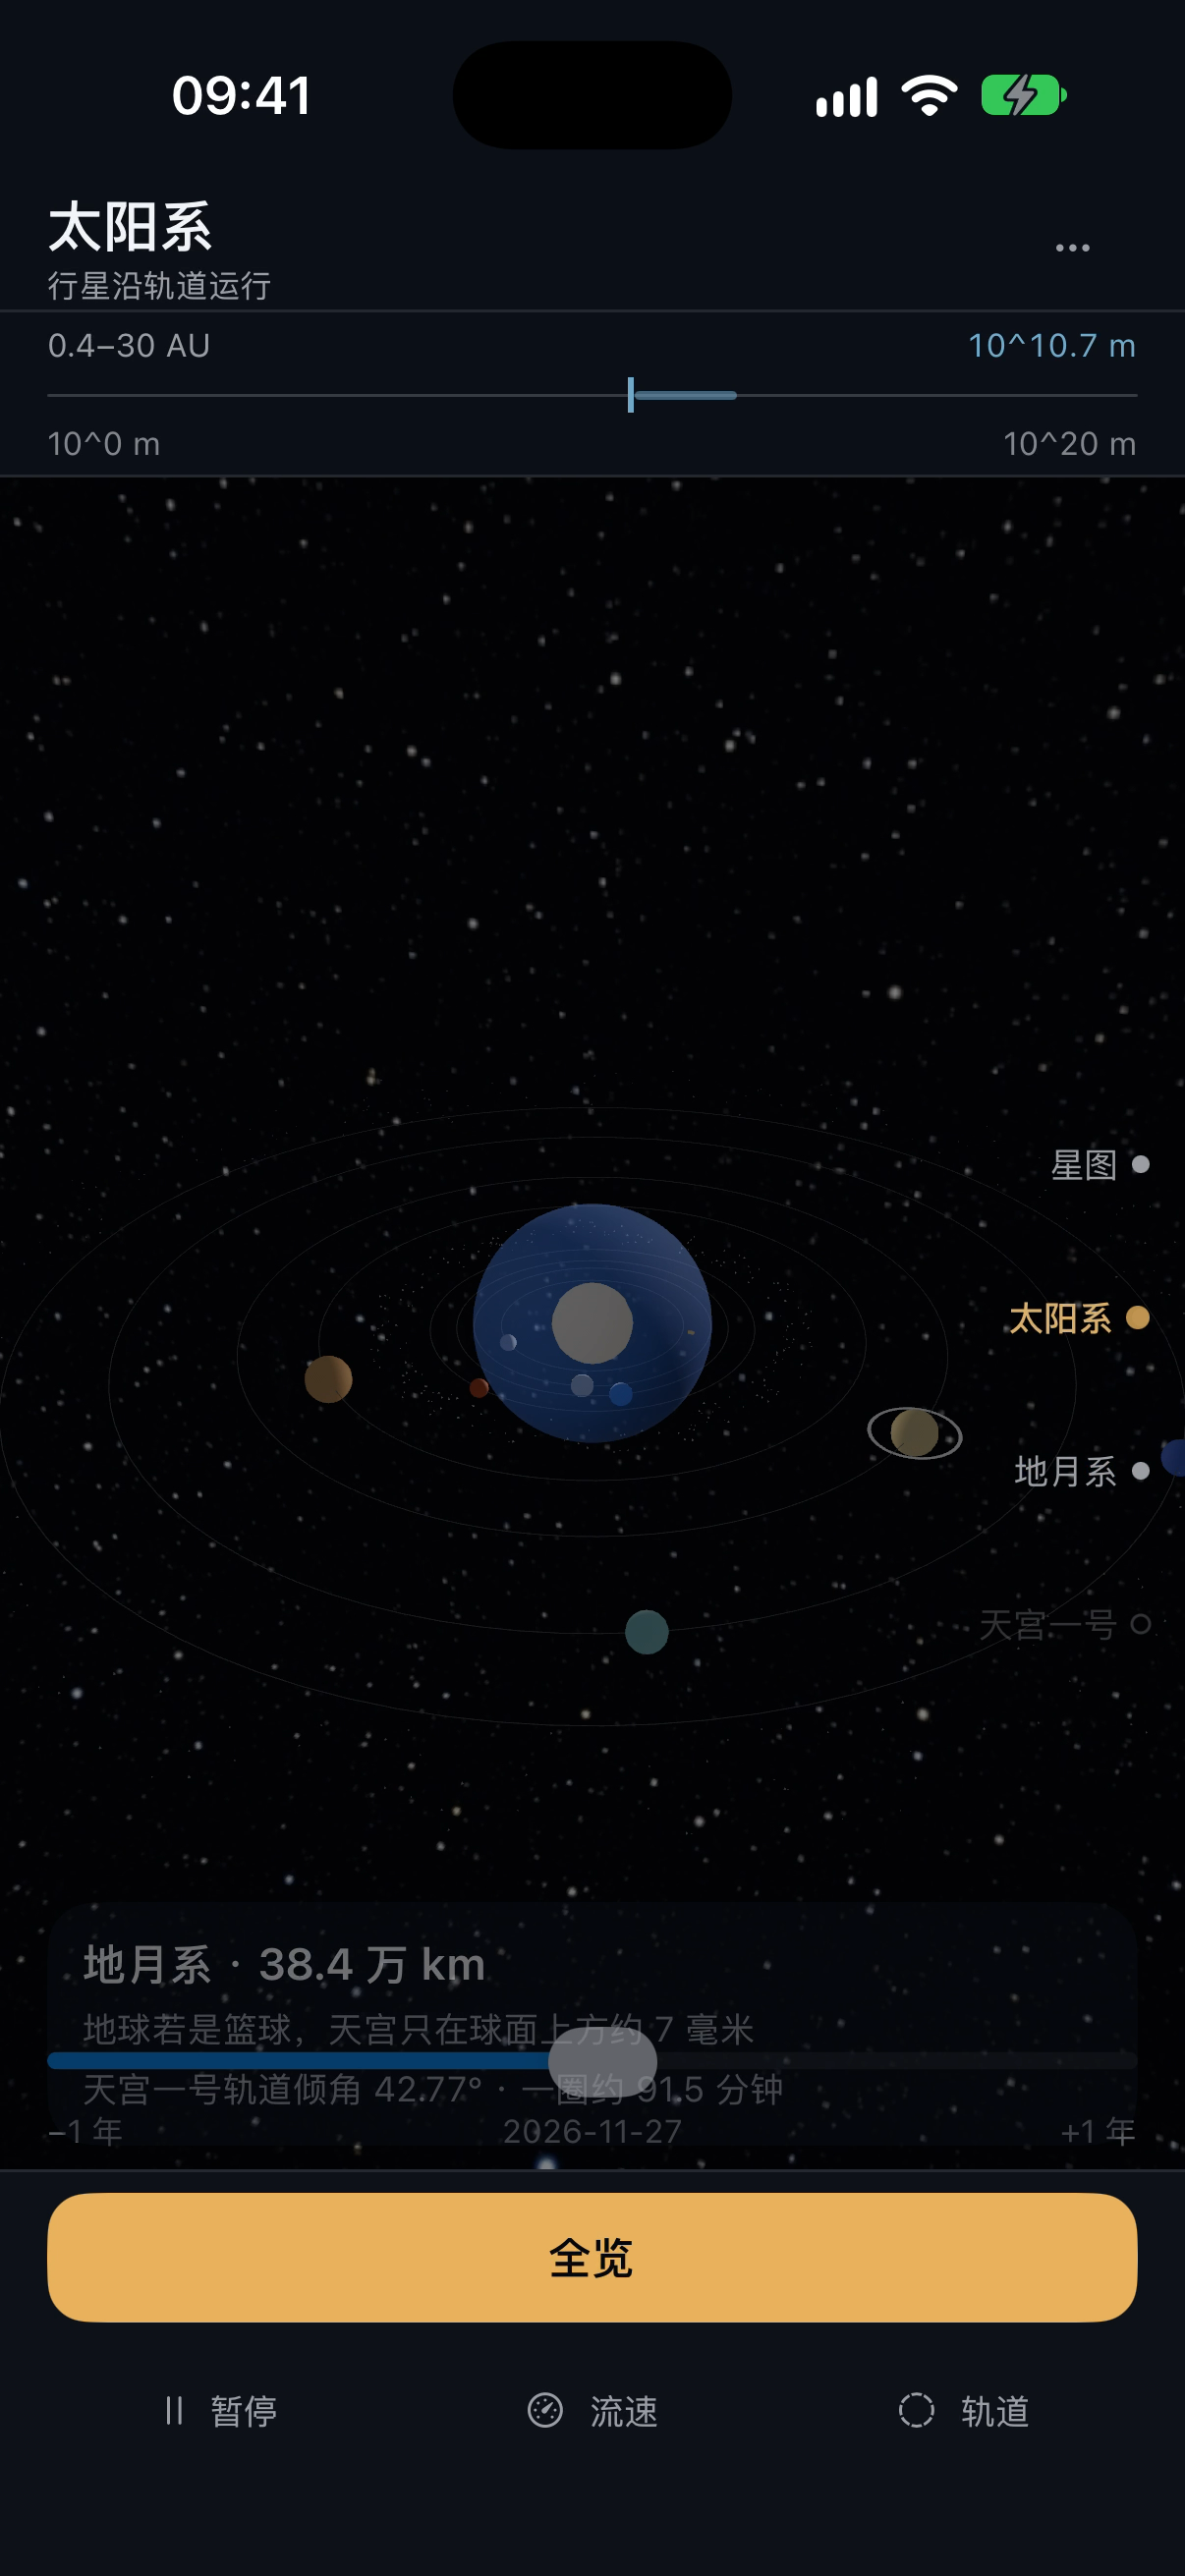 09:41
太阳系
行星沿轨道运行
0.4–30 AU
10^10.7 m
10^0 m
10^20 m
星图
太阳系
地月系
天宫一号
地月系 · 38.4 万 km
地球若是篮球，天宫只在球面上方约 7 毫米
天宫一号轨道倾角 42.77° · 一圈约 91.5 分钟
−1 年
2026-11-27
+1 年
全览
暂停
流速
轨道